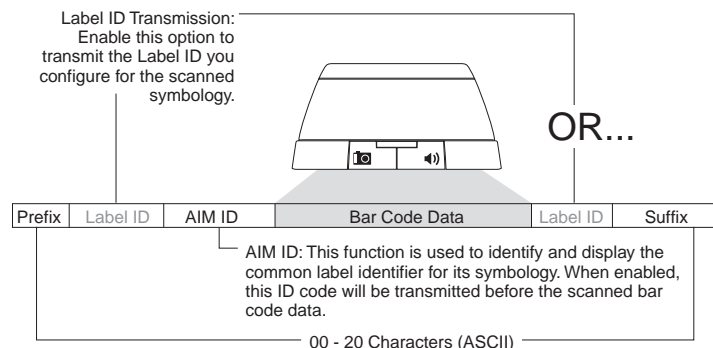 Label ID Transmission:
Enable this option to
transmit the Label ID you
configure for the scanned
symbology.
OR...
Prefix Label ID AIM ID Bar Code Data Label ID Suffix
AIM ID: This function is used to identify and display the
common label identifier for its symbology. When enabled,
this ID code will be transmitted before the scanned bar
code data.
00 - 20 Characters (ASCII)